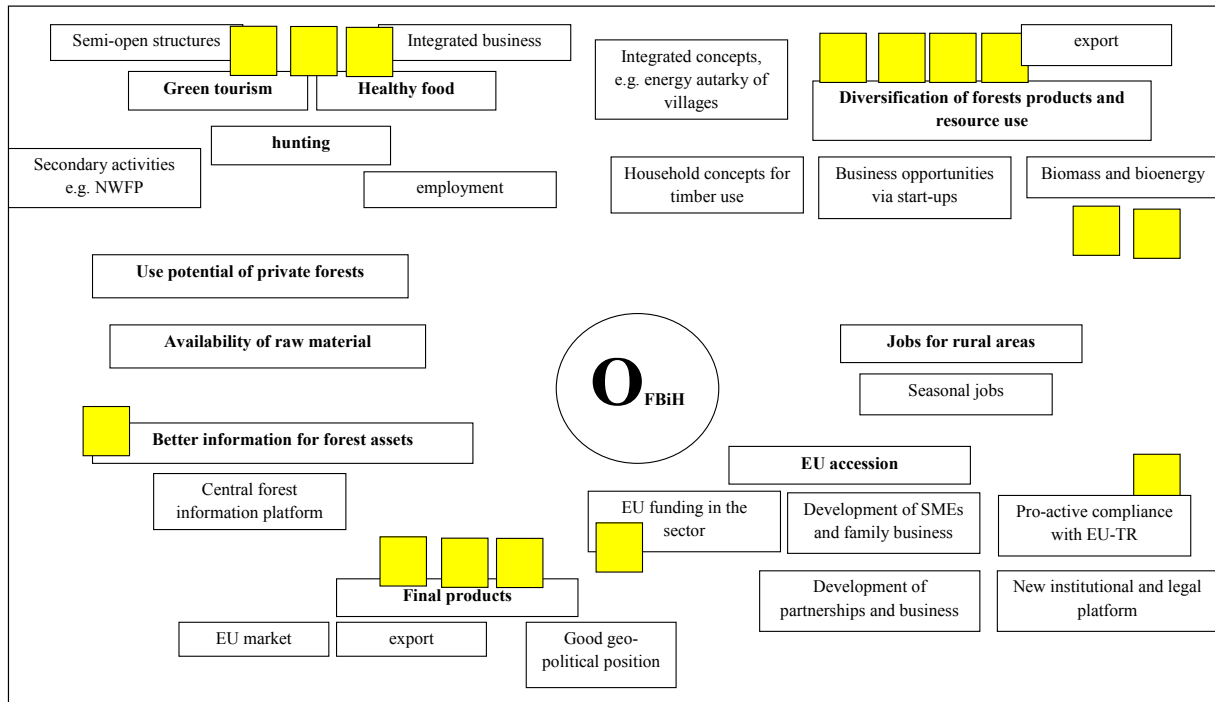 Semi-open structures
Integrated business
Green tourism
Healthy food
hunting
Secondary activities
e.g. NWFP
employment
Integrated concepts,
e.g. energy autarky of
villages
export
Diversification of forests products and
resource use
Household concepts for
timber use
Business opportunities
via start-ups
Biomass and bioenergy
Use potential of private forests
Availability of raw material
O FBiH
Jobs for rural areas
Seasonal jobs
Better information for forest assets
Central forest
information platform
EU accession
EU funding in the
sector
Development of SMEs
and family business
Pro-active compliance
with EU-TR
Development of
partnerships and business
New institutional and legal
platform
Final products
EU market
export
Good geo-
political position